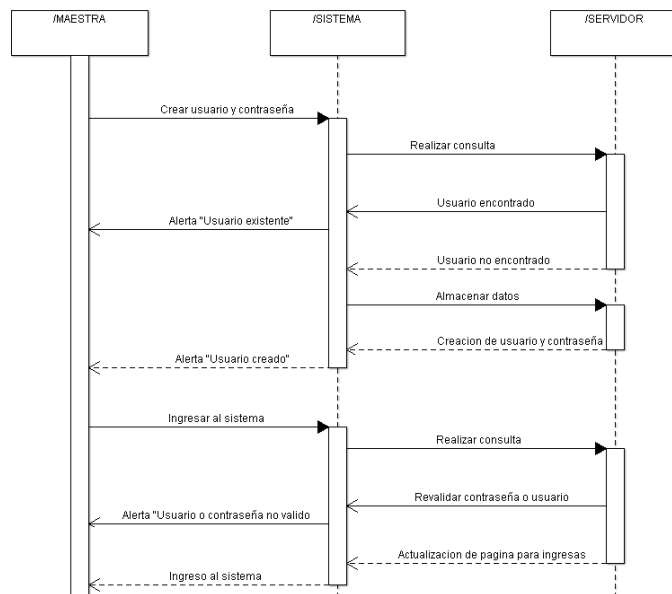 /MAESTRA
/SISTEMA
/SERVIDOR
Crear usuario y contraseña
Realizar consulta
Usuario encontrado
Alerta "Usuario existente"
Usuario no encontrado
Almacenar datos
Creacion de usuario y contraseña
Alerta "Usuario creado"
Ingresar al sistema
Realizar consulta
Revalidar contraseña o usuario
Alerta "Usuario o contraseña no valido
Actualizacion de pagina para ingresas
Ingreso al sistema